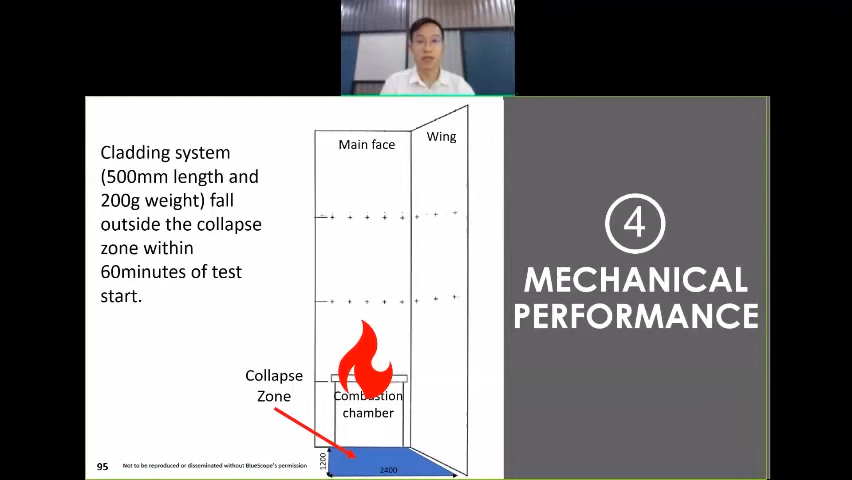 Cladding system
(500mm length and
200g weight) fall
outside the collapse
zone within
60minutes of test
start.
Main face
Wing
Collapse
Zone
Combustion
chamber
1200
2400
4
MECHANICAL
PERFORMANCE
95
Not to be reproduced or disseminated without BlueScope's permission